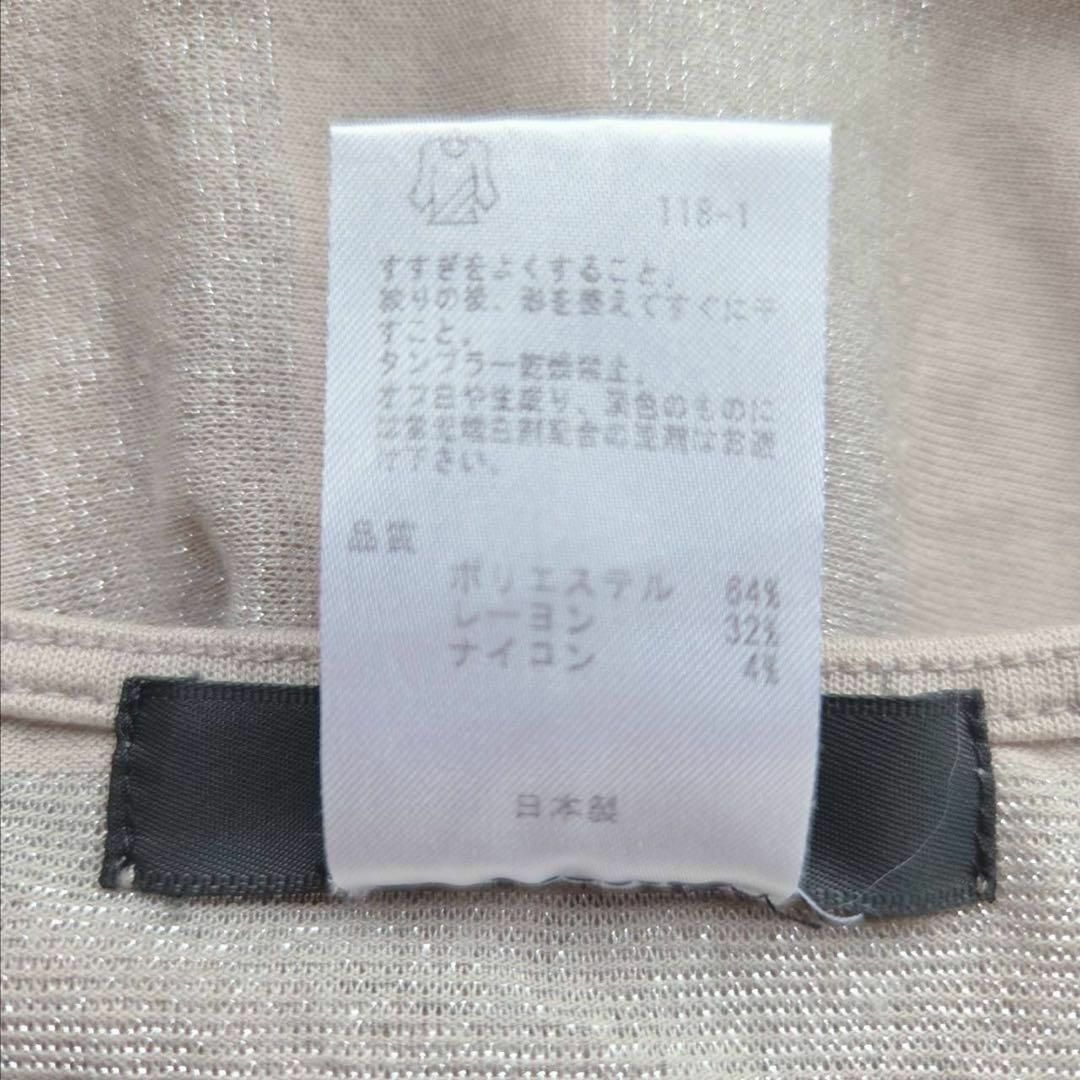 118-1
すすぎをよくすること。
絞りの後、形を整えてすぐに干
すこと。
タンブラー乾燥禁止。
オフ白や生成り、淡色のものに
は蛍光増白剤配合の洗剤はお避
け下さい。
品質
ポリエステル 64%
レーヨン 32%
ナイロン 4%
日本製